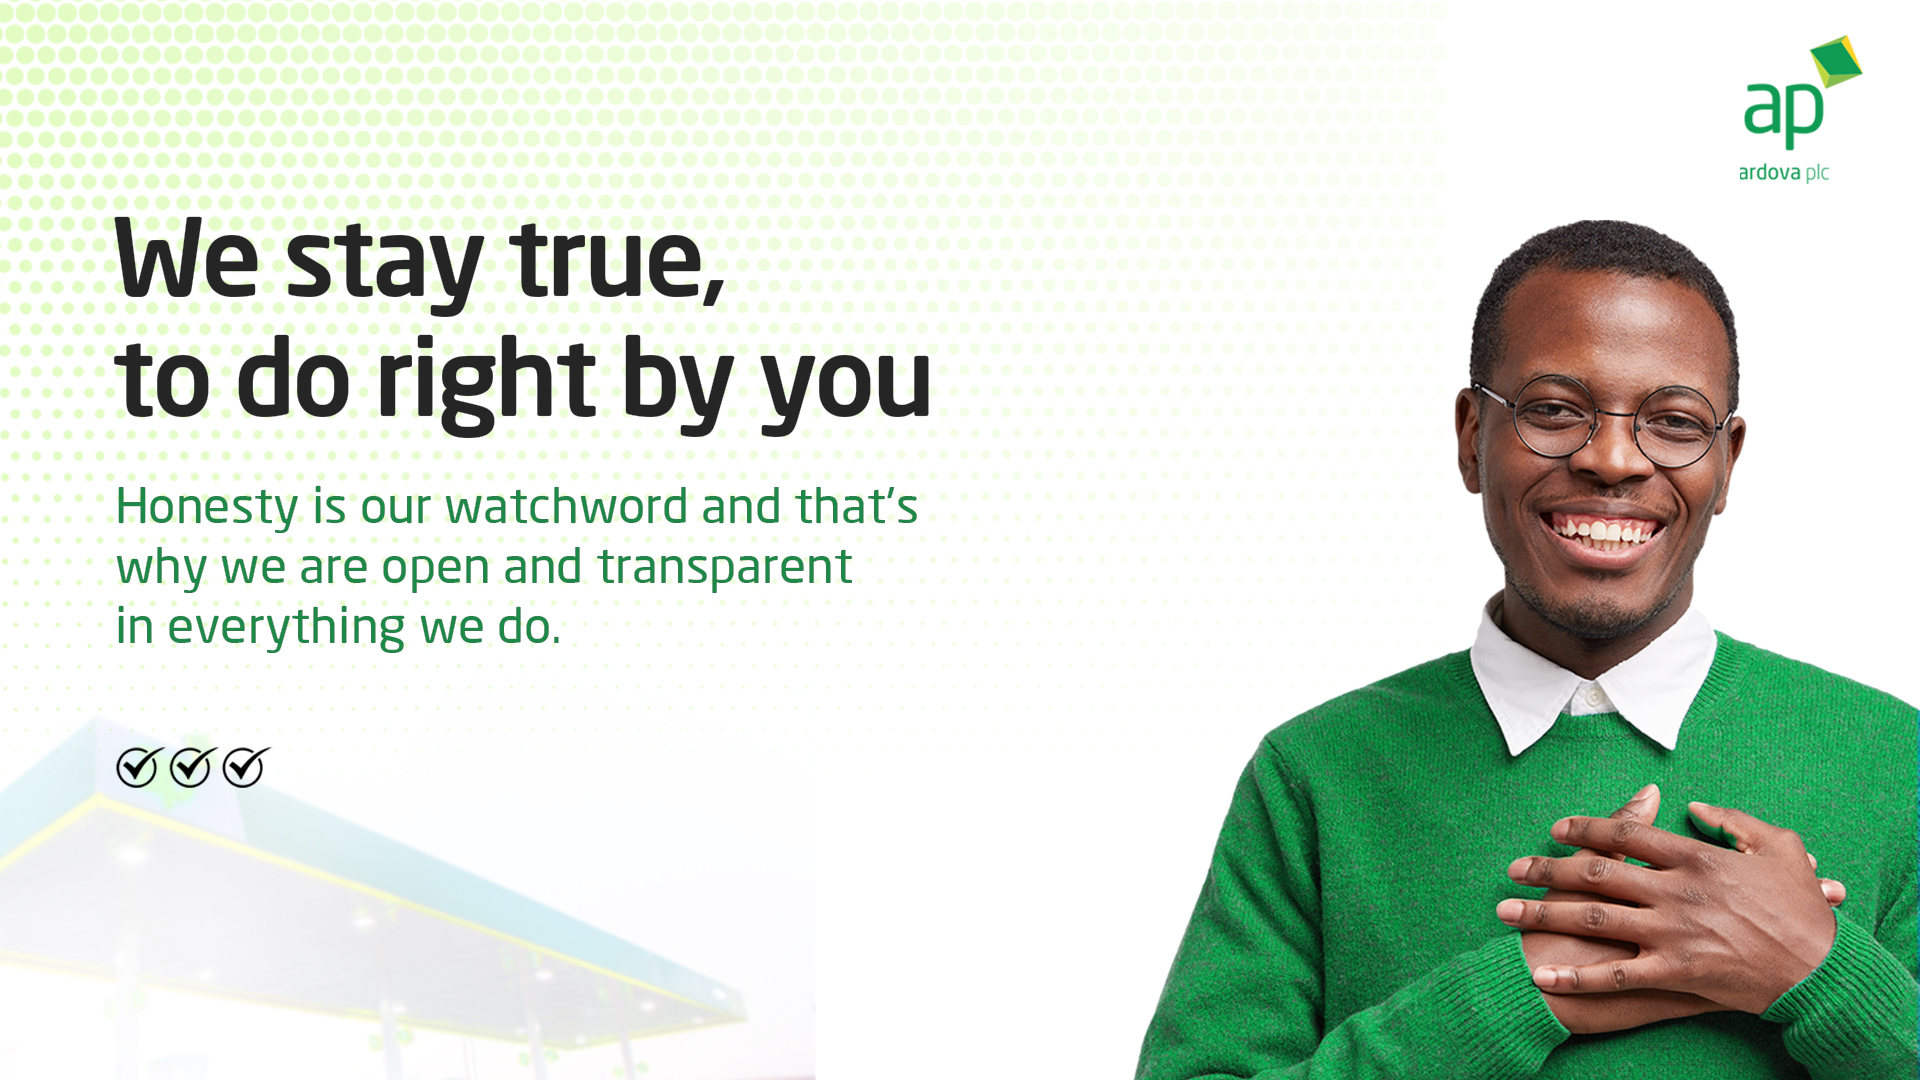 ap
ardova plc
We stay true,
to do right by you
Honesty is our watchword and that's
why we are open and transparent
in everything we do.